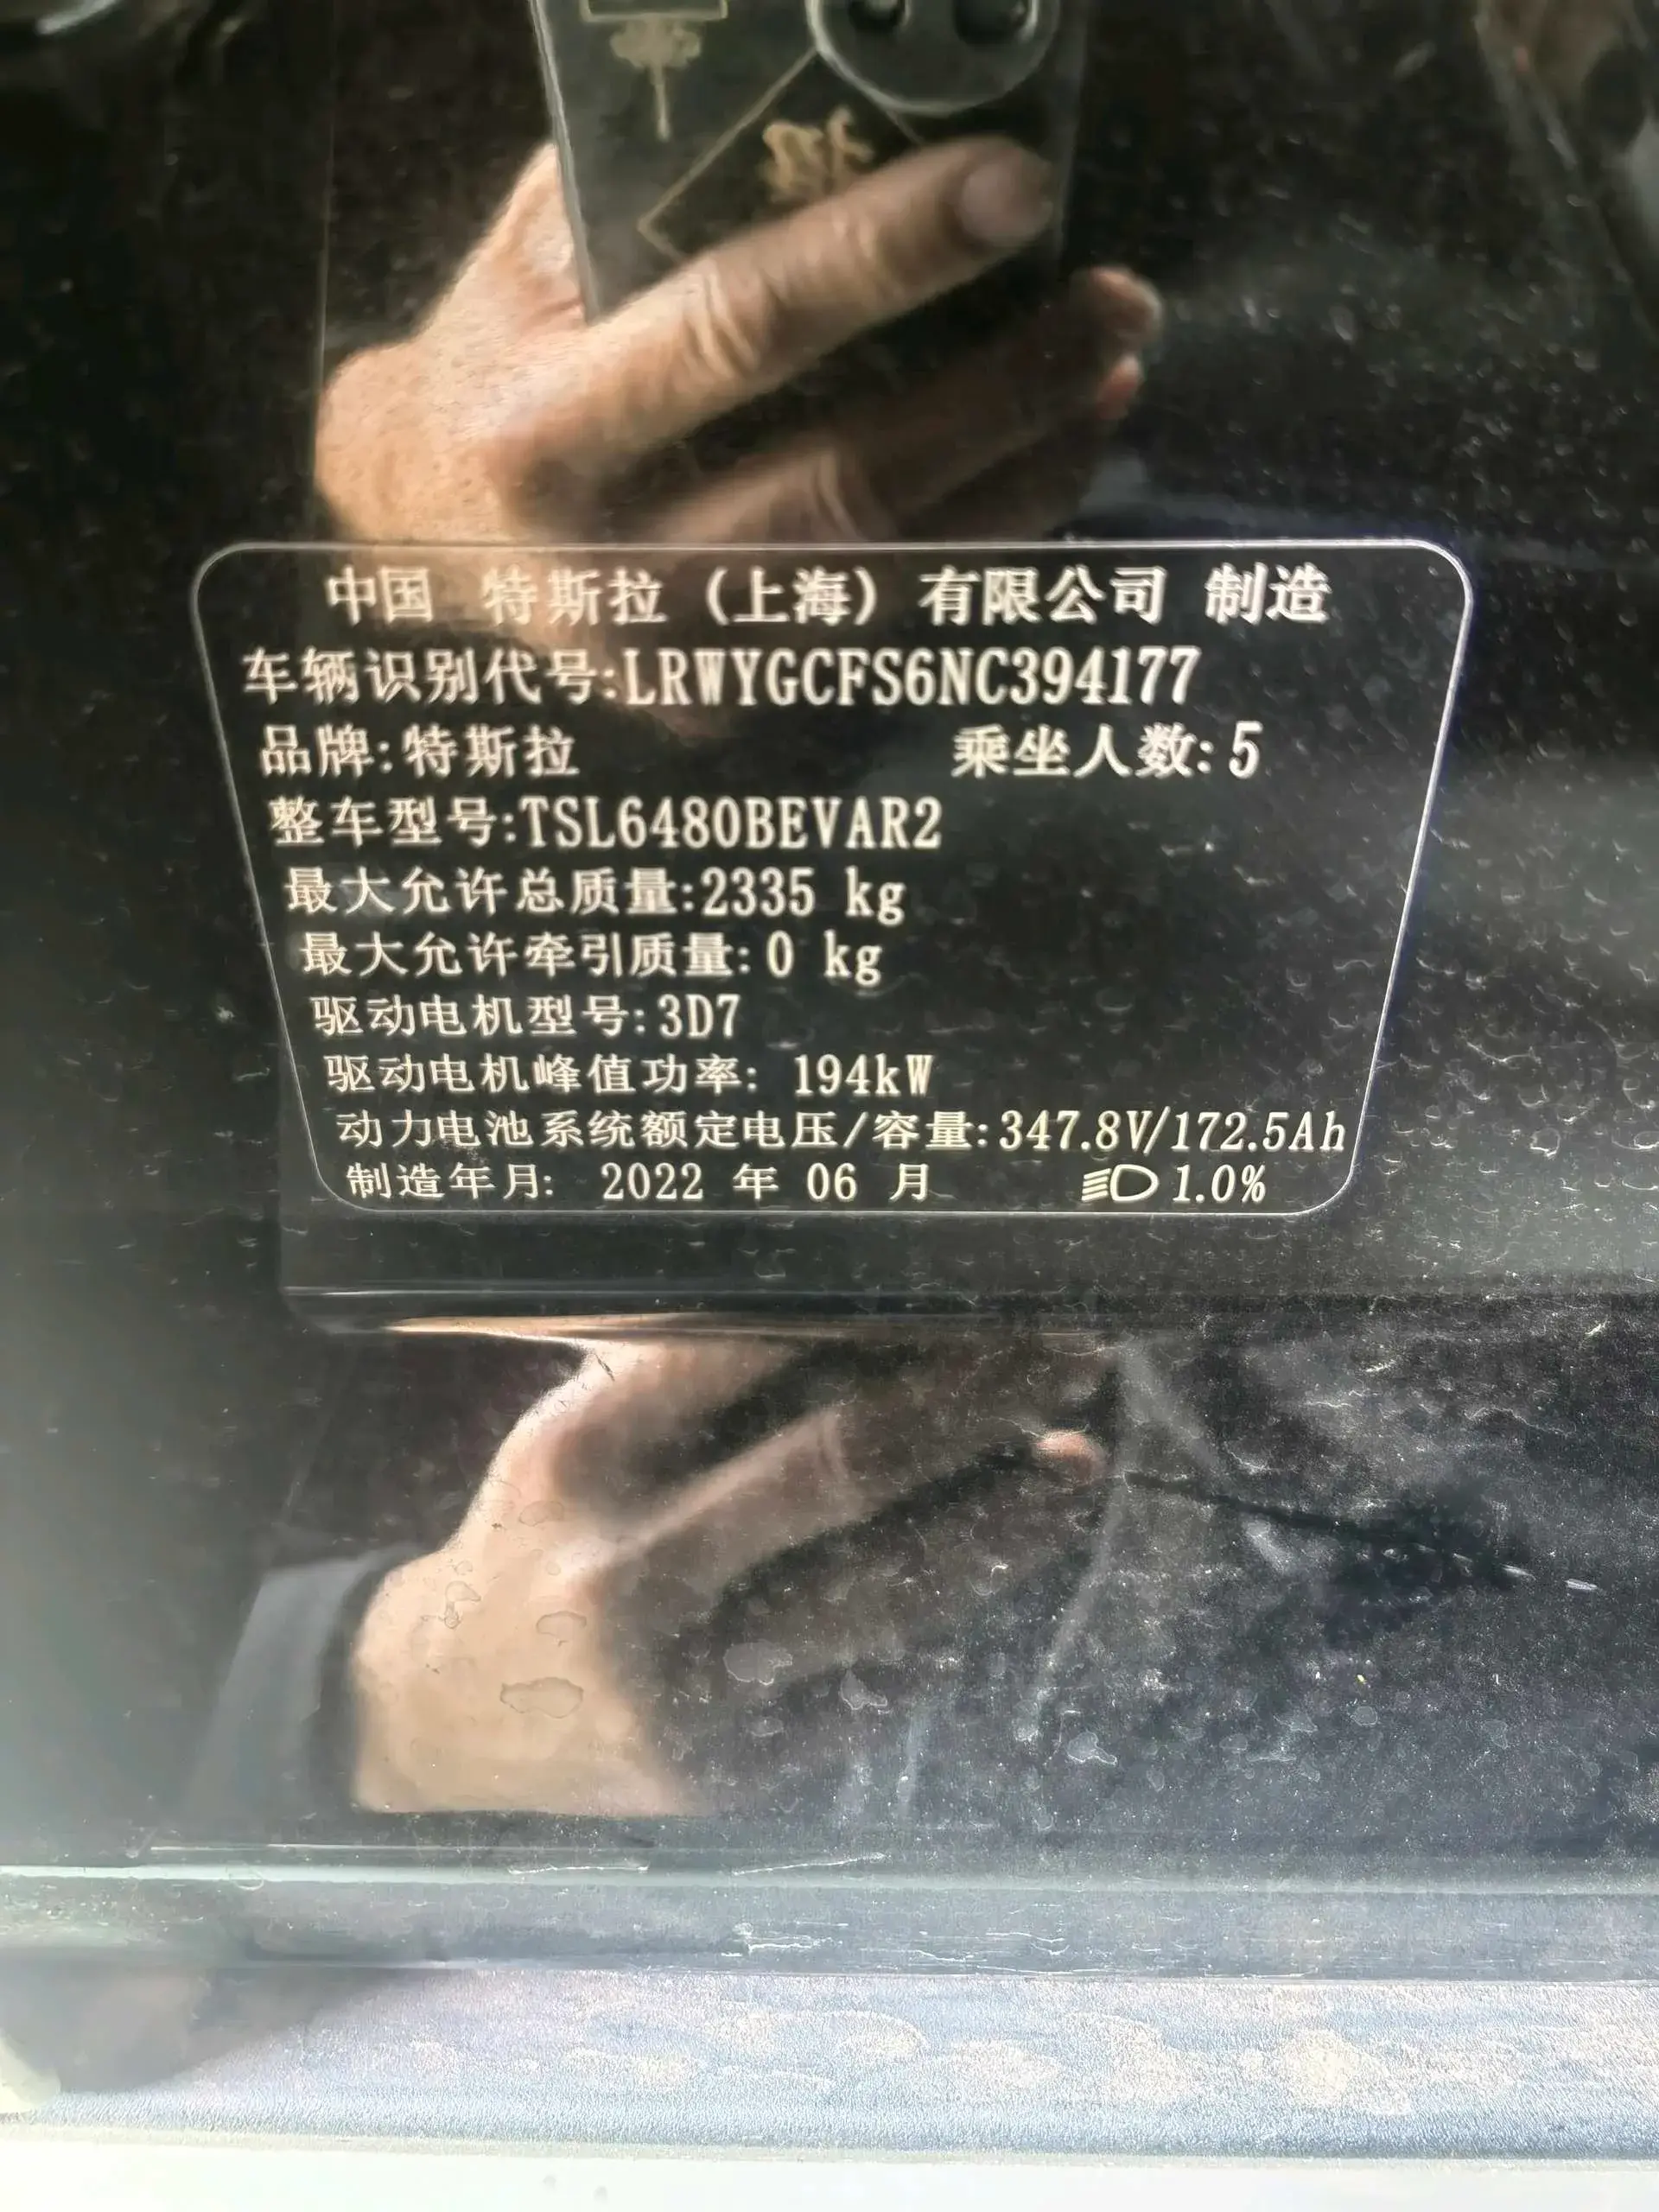 中国 特斯拉（上海）有限公司 制造
车辆识别代号:LRWYGCFS6NC394177
品牌:特斯拉 乘坐人数:5
整车型号:TSL6480BEVAR2
最大允许总质量:2335 kg
最大允许牵引质量:0 kg
驱动电机型号:3D7
驱动电机峰值功率: 194kW
动力电池系统额定电压/容量:347.8V/172.5Ah
制造年月: 2022 年 06 月 1.0%